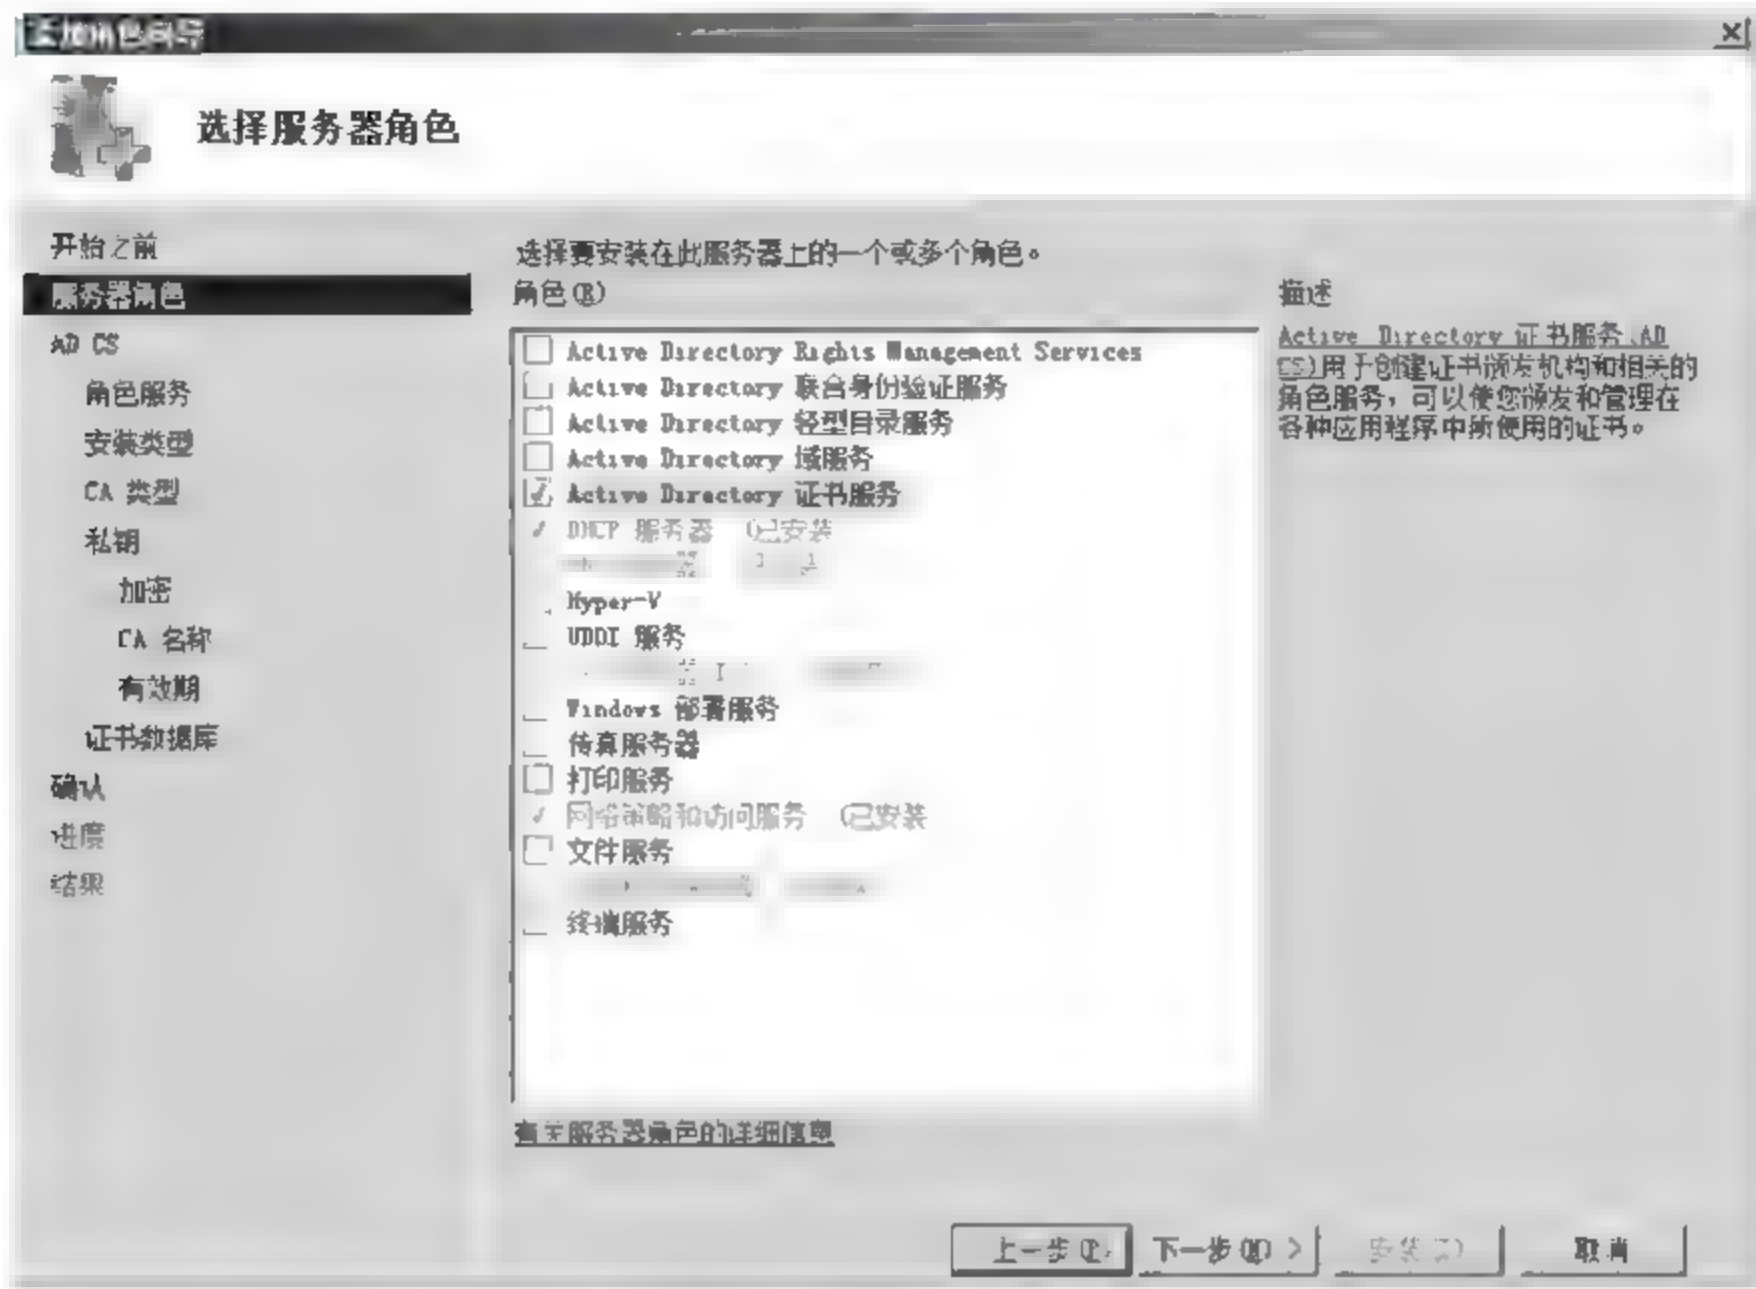 添加角色向导
选择服务器角色
开始之前
服务器角色
AD CS
角色服务
安装类型
CA 类型
私钥
加密
CA 名称
有效期
证书数据库
确认
进度
结果
选择要安装在此服务器上的一个或多个角色。
角色(R)
Active Directory Rights Management Services
Active Directory 联合身份验证服务
Active Directory 轻型目录服务
Active Directory 域服务
Active Directory 证书服务
DHCP 服务器 (已安装
Hyper-V
UDDI 服务
Windows 部署服务
传真服务器
打印服务
网络策略和访问服务 (已安装
文件服务
终端服务
有关服务器角色的详细信息
描述
Active Directory 证书服务 (AD
CS)用于创建证书颁发机构和相关的
角色服务，可以使您颁发和管理在
各种应用程序中所使用的证书。
上一步(P)
下一步(N) >
安装(I)
取消